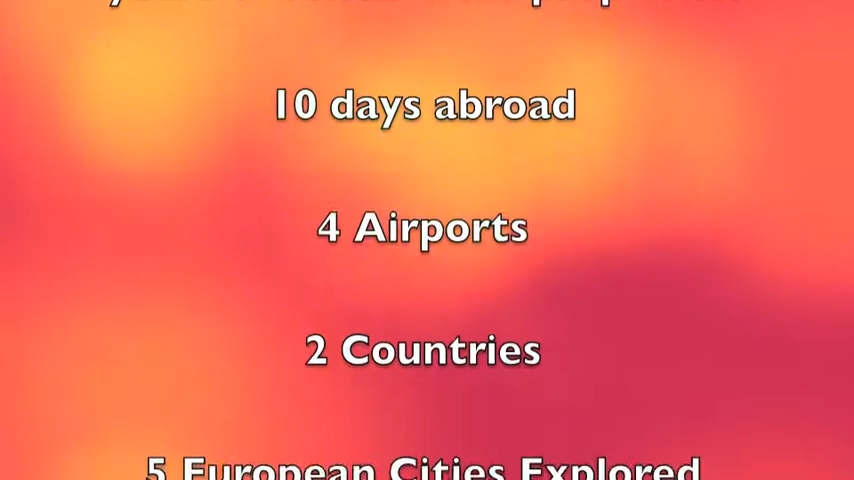 10 days abroad
4 Airports
2 Countries
5 European Cities Explored